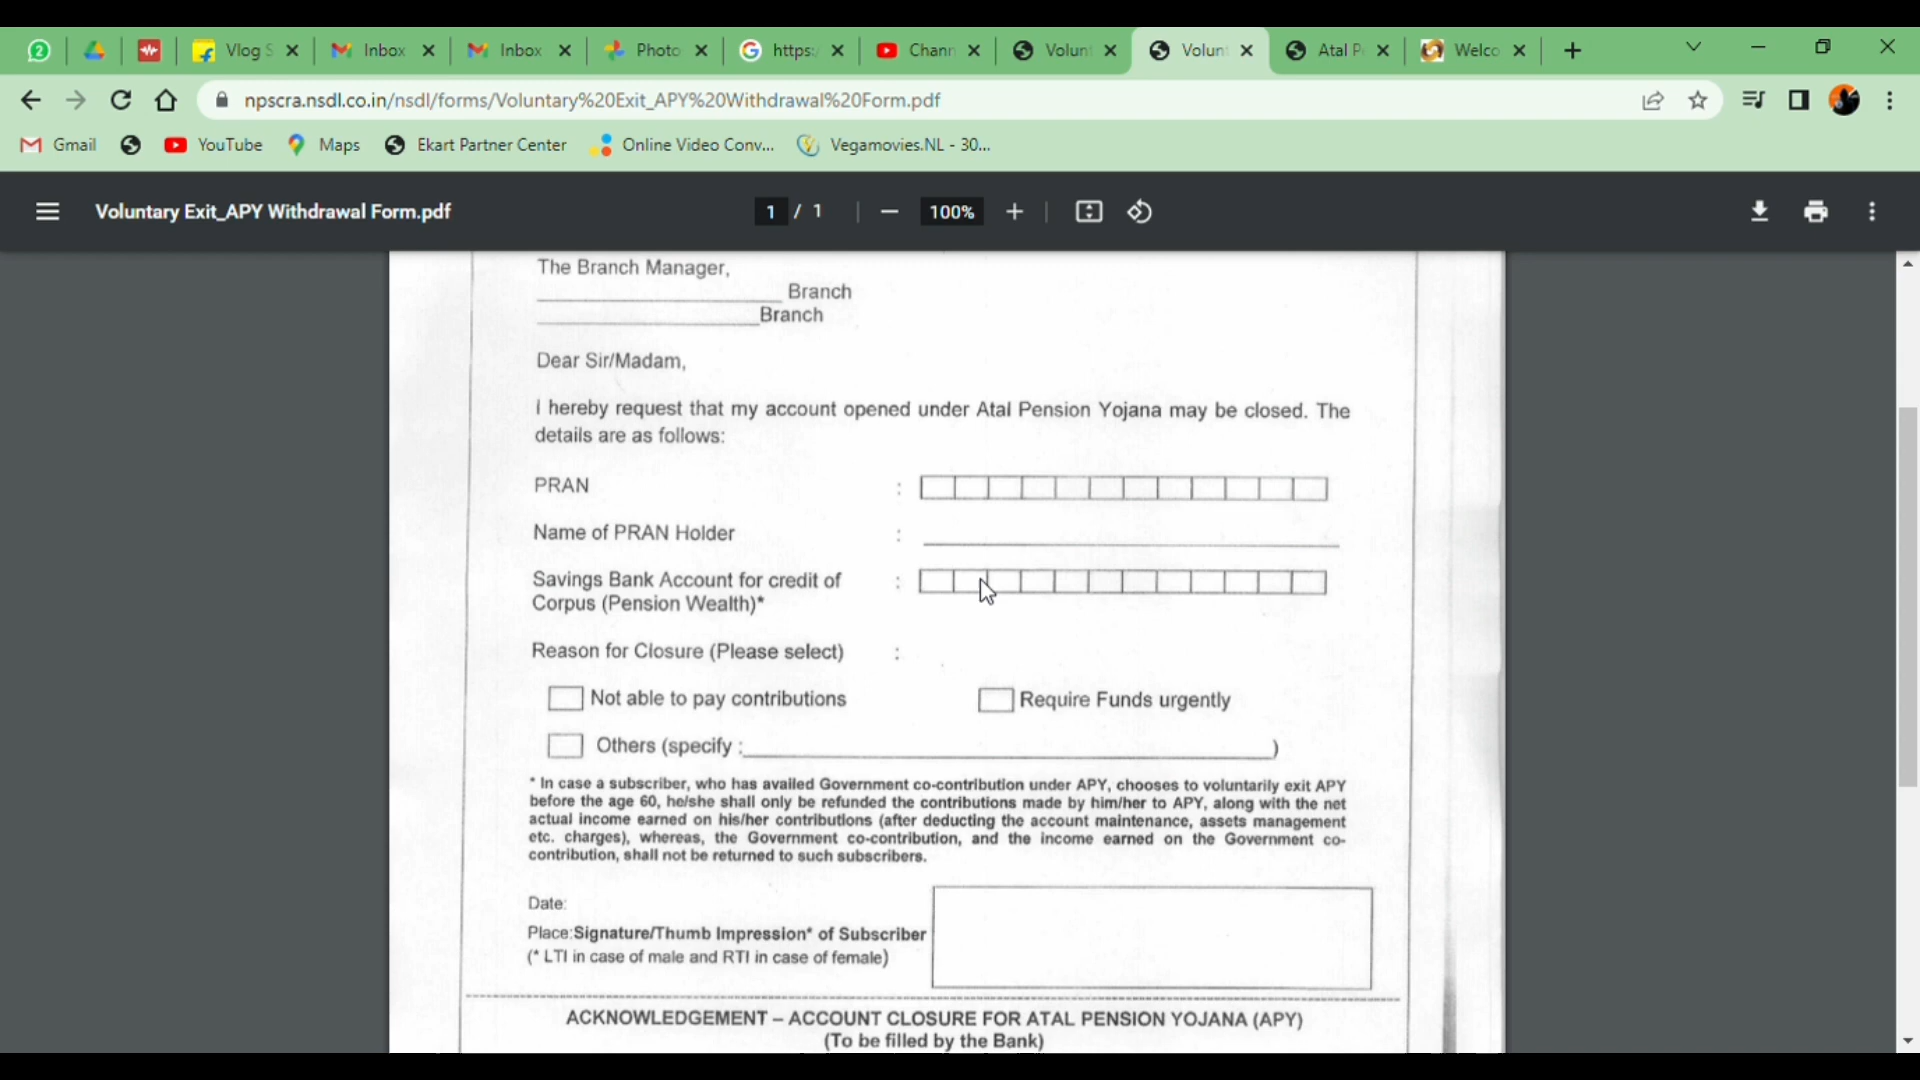 2
Vlog S
Inbox
Inbox
Photo
https:
Chann
Volun
Volun
Atal P
Welco
npscra.nsdl.co.in/nsdl/forms/Voluntary%20Exit_APY%20Withdrawal%20Form.pdf
Gmail
YouTube
Maps
Ekart Partner Center
Online Video Conv...
Vegamovies.NL - 30...
Voluntary Exit_APY Withdrawal Form.pdf
1 / 1
100%
The Branch Manager,
____________________ Branch
__________________Branch
Dear Sir/Madam,
I hereby request that my account opened under Atal Pension Yojana may be closed. The
details are as follows:
PRAN :
Name of PRAN Holder :
Savings Bank Account for credit of :
Corpus (Pension Wealth)*
Reason for Closure (Please select) :
Not able to pay contributions
Require Funds urgently
Others (specify :____________________)
* In case a subscriber, who has availed Government co-contribution under APY, chooses to voluntarily exit APY
before the age 60, he/she shall only be refunded the contributions made by him/her to APY, along with the net
actual income earned on his/her contributions (after deducting the account maintenance, assets management
etc. charges), whereas, the Government co-contribution, and the income earned on the Government co-
contribution, shall not be returned to such subscribers.
Date:
Place:Signature/Thumb Impression* of Subscriber
(* LTI in case of male and RTI in case of female)
ACKNOWLEDGEMENT – ACCOUNT CLOSURE FOR ATAL PENSION YOJANA (APY)
(To be filled by the Bank)